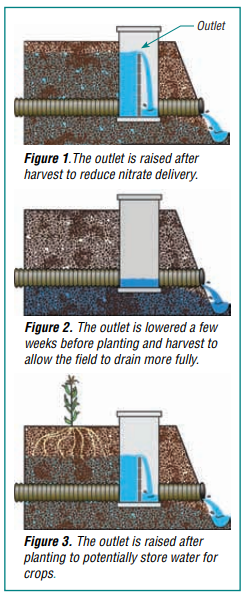 Outlet
Figure 1.The outlet is raised after
harvest to reduce nitrate delivery.
Figure 2. The outlet is lowered a few
weeks before planting and harvest to
allow the field to drain more fully.
Figure 3. The outlet is raised after
planting to potentially store water for
crops.